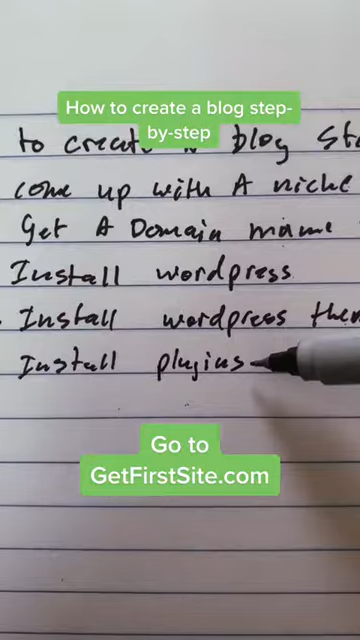 How to create a blog step-
by-step
to create blog
come up with A niche
Get A Domain name
Install wordpress
Install wordpress
Install plugins
Go to
GetFirstSite.com